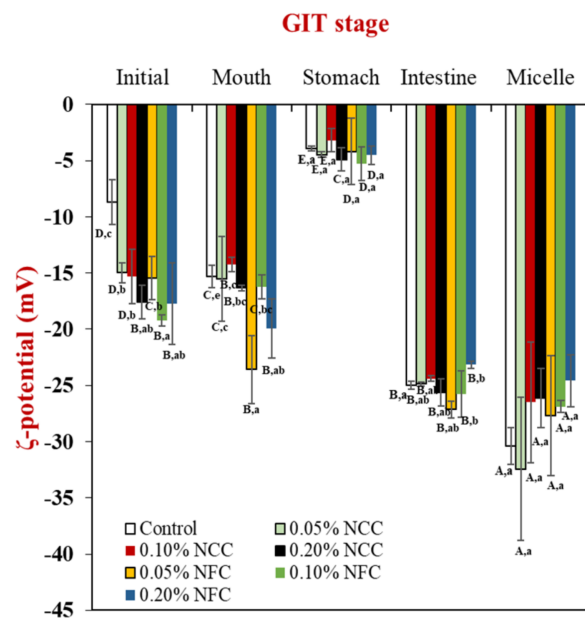 GIT stage
Initial Mouth Stomach Intestine Micelle
0
-5
-10
-15
-20
-25
-30
-35
-40
-45
ζ-potential (mV)
D,c
D,b
D,b
B,ab
C,b
B,a
B,ab
C,e
C,c
B,c
B,bc
B,a
C,bc
B,ab
E,a
E,a
E,a
C,a
D,a
D,a
D,a
B,a
B,ab
B,a
B,ab
B,ab
B,b
B,b
A,a
A,a
A,a
A,a
A,a
A,a
A,a
Control 0.05% NCC
0.10% NCC 0.20% NCC
0.05% NFC 0.10% NFC
0.20% NFC